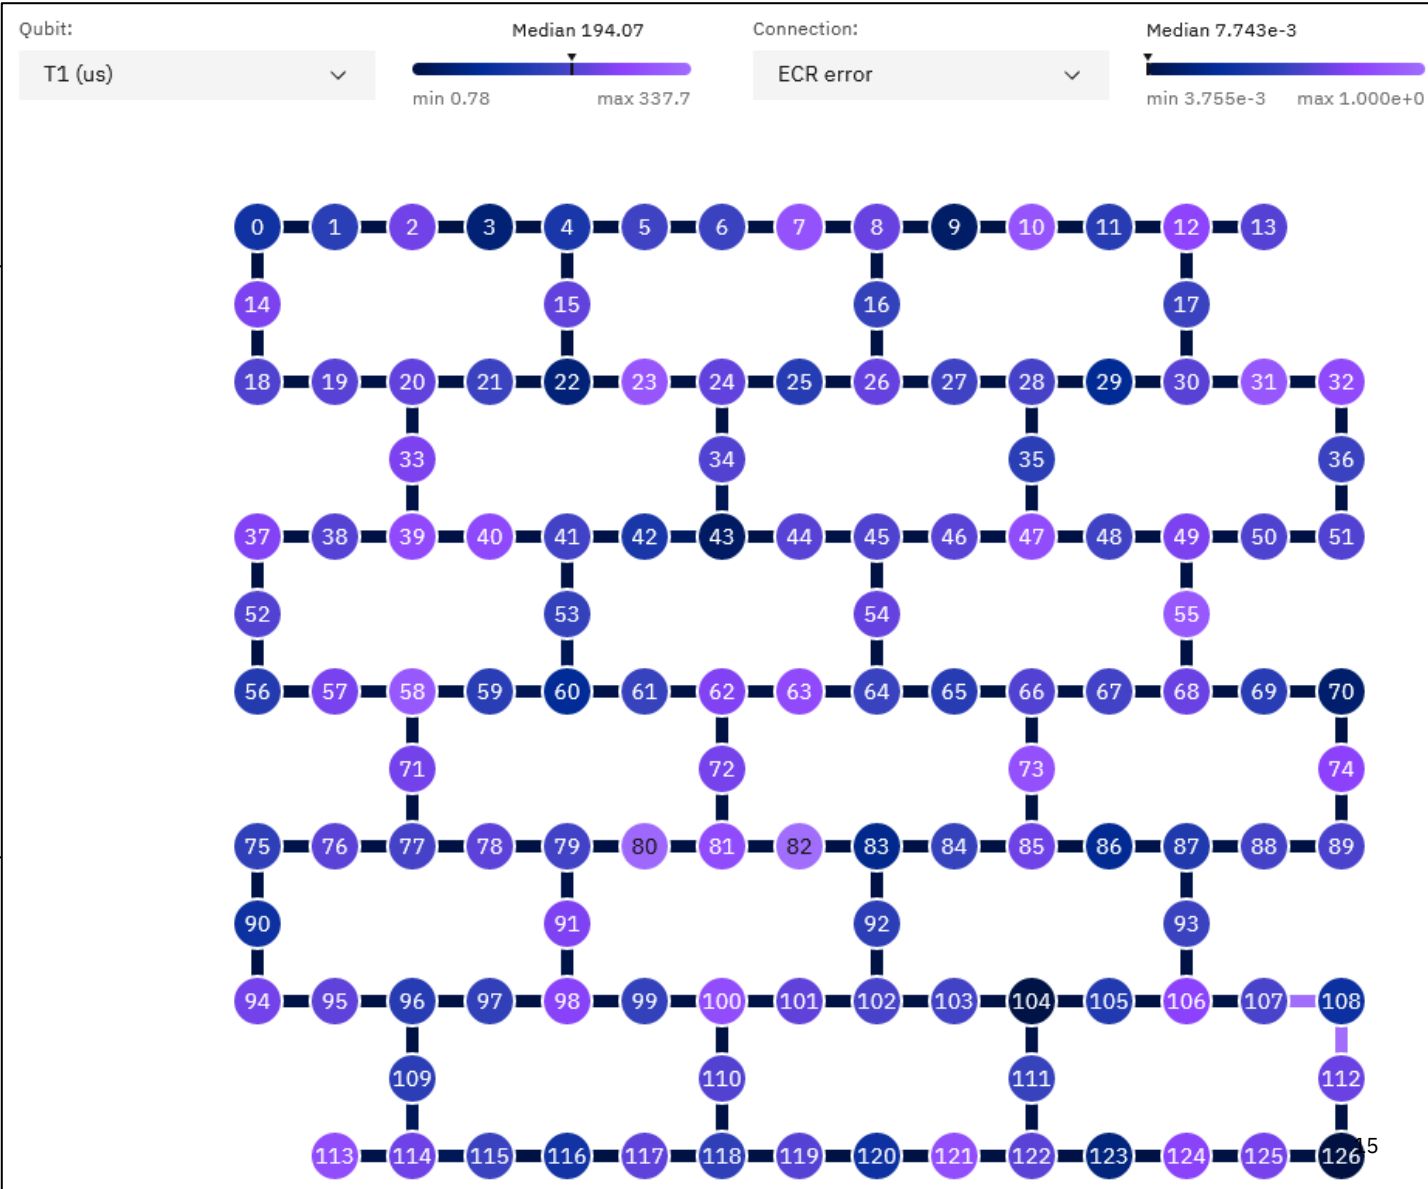 Qubit: Median 194.07 Connection: Median 7.743e-3
T1 (us) ECR error
min 0.78 max 337.7 min 3.755e-3 max 1.000e+0
0 1 2 3 4 5 6 7 8 9 10 11 12 13
14 15 16 17
18 19 20 21 22 23 24 25 26 27 28 29 30 31 32
33 34 35 36
37 38 39 40 41 42 43 44 45 46 47 48 49 50 51
52 53 54 55
56 57 58 59 60 61 62 63 64 65 66 67 68 69 70
71 72 73 74
75 76 77 78 79 80 81 82 83 84 85 86 87 88 89
90 91 92 93
94 95 96 97 98 99 100 101 102 103 104 105 106 107 108
109 110 111 112
113 114 115 116 117 118 119 120 121 122 123 124 125 126 15